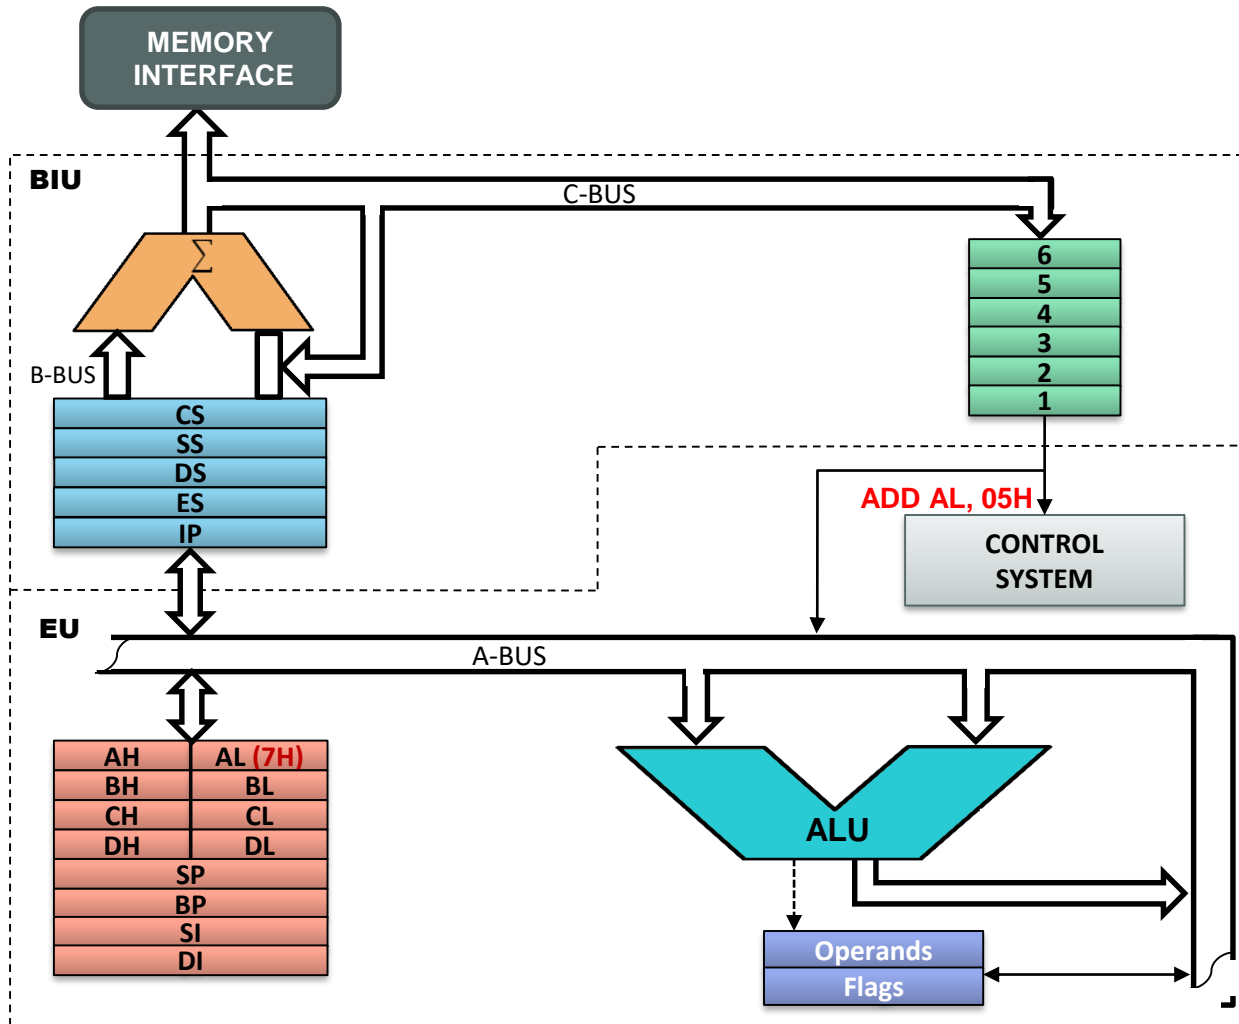 MEMORY
INTERFACE
BIU
C-BUS
Σ
6
5
4
3
2
1
B-BUS
CS
SS
DS
ES
IP
ADD AL, 05H
CONTROL
SYSTEM
EU
A-BUS
AH AL (7H)
BH BL
CH CL
DH DL
SP
BP
SI
DI
ALU
Operands
Flags